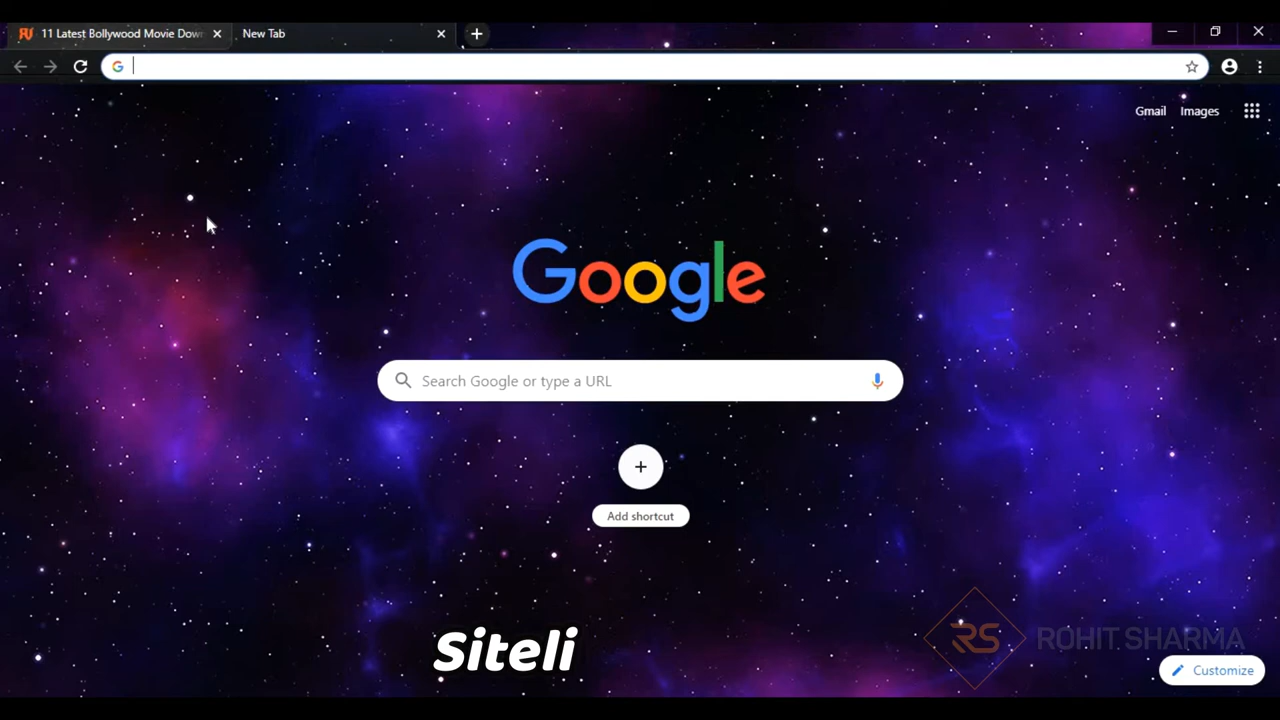 11 Latest Bollywood Movie Dow
New Tab
Gmail
Images
Google
Search Google or type a URL
Add shortcut
Siteli
RS ROHIT SHARMA
Customize